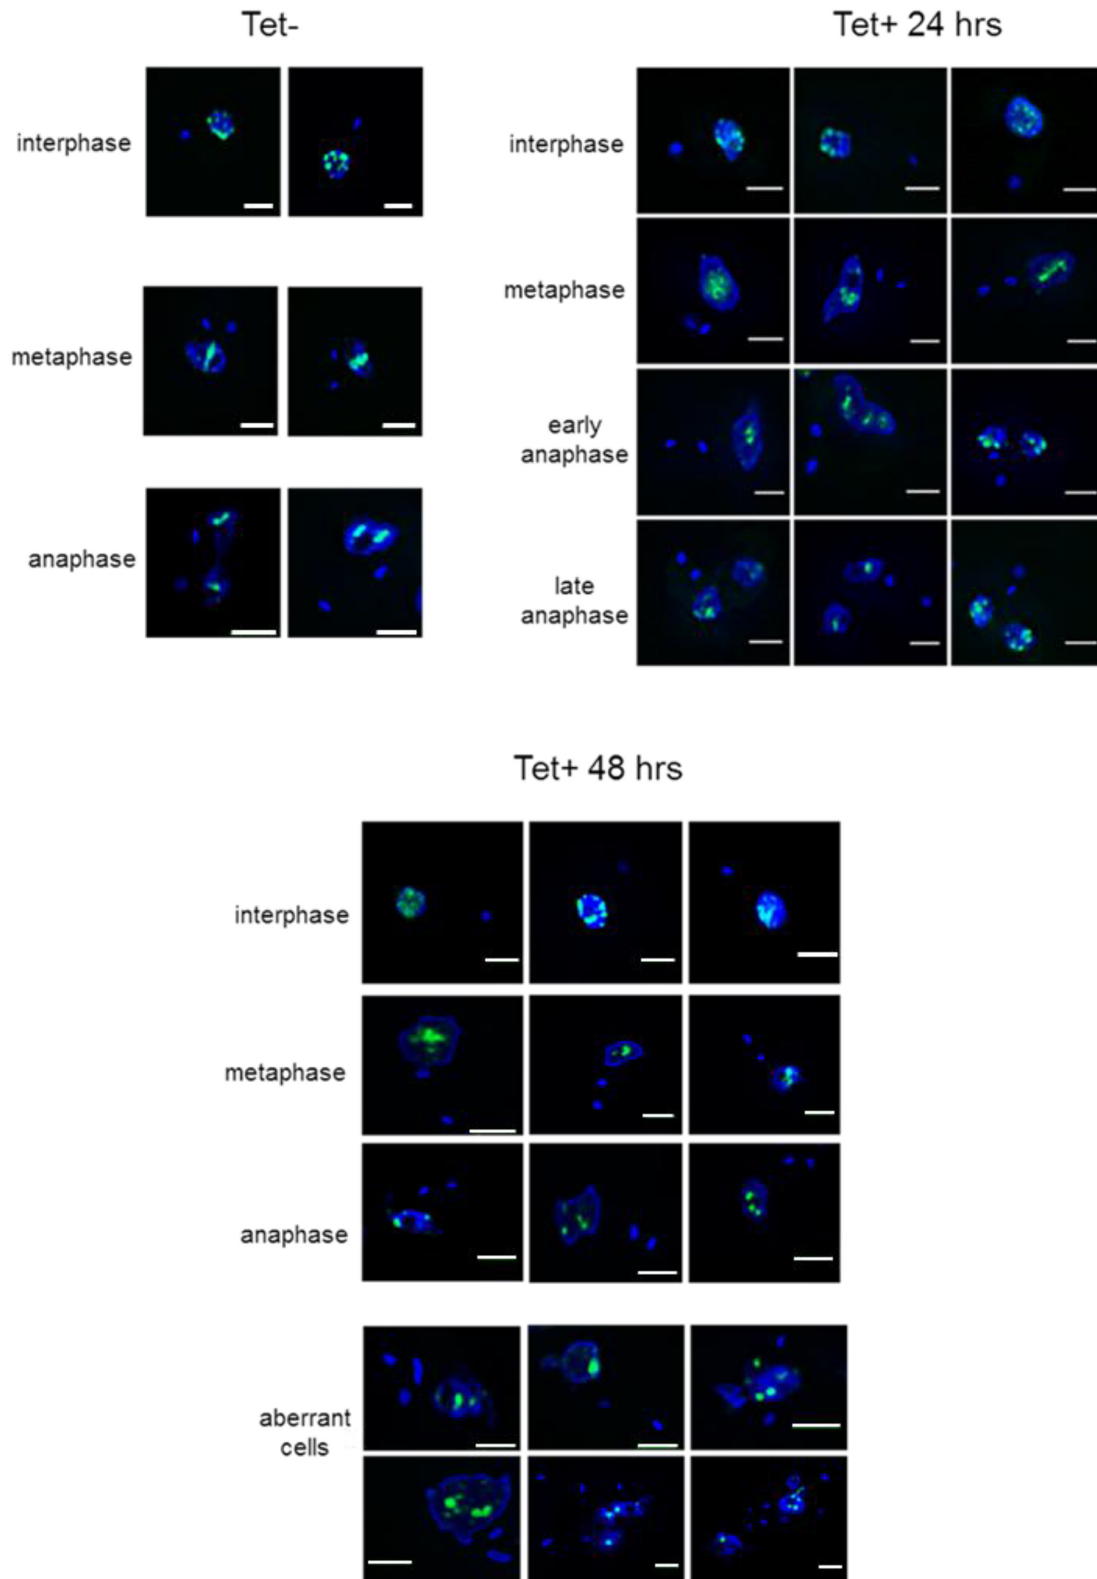 Tet-
interphase
metaphase
anaphase
Tet+ 24 hrs
interphase
metaphase
early
anaphase
late
anaphase
Tet+ 48 hrs
interphase
metaphase
anaphase
aberrant
cells